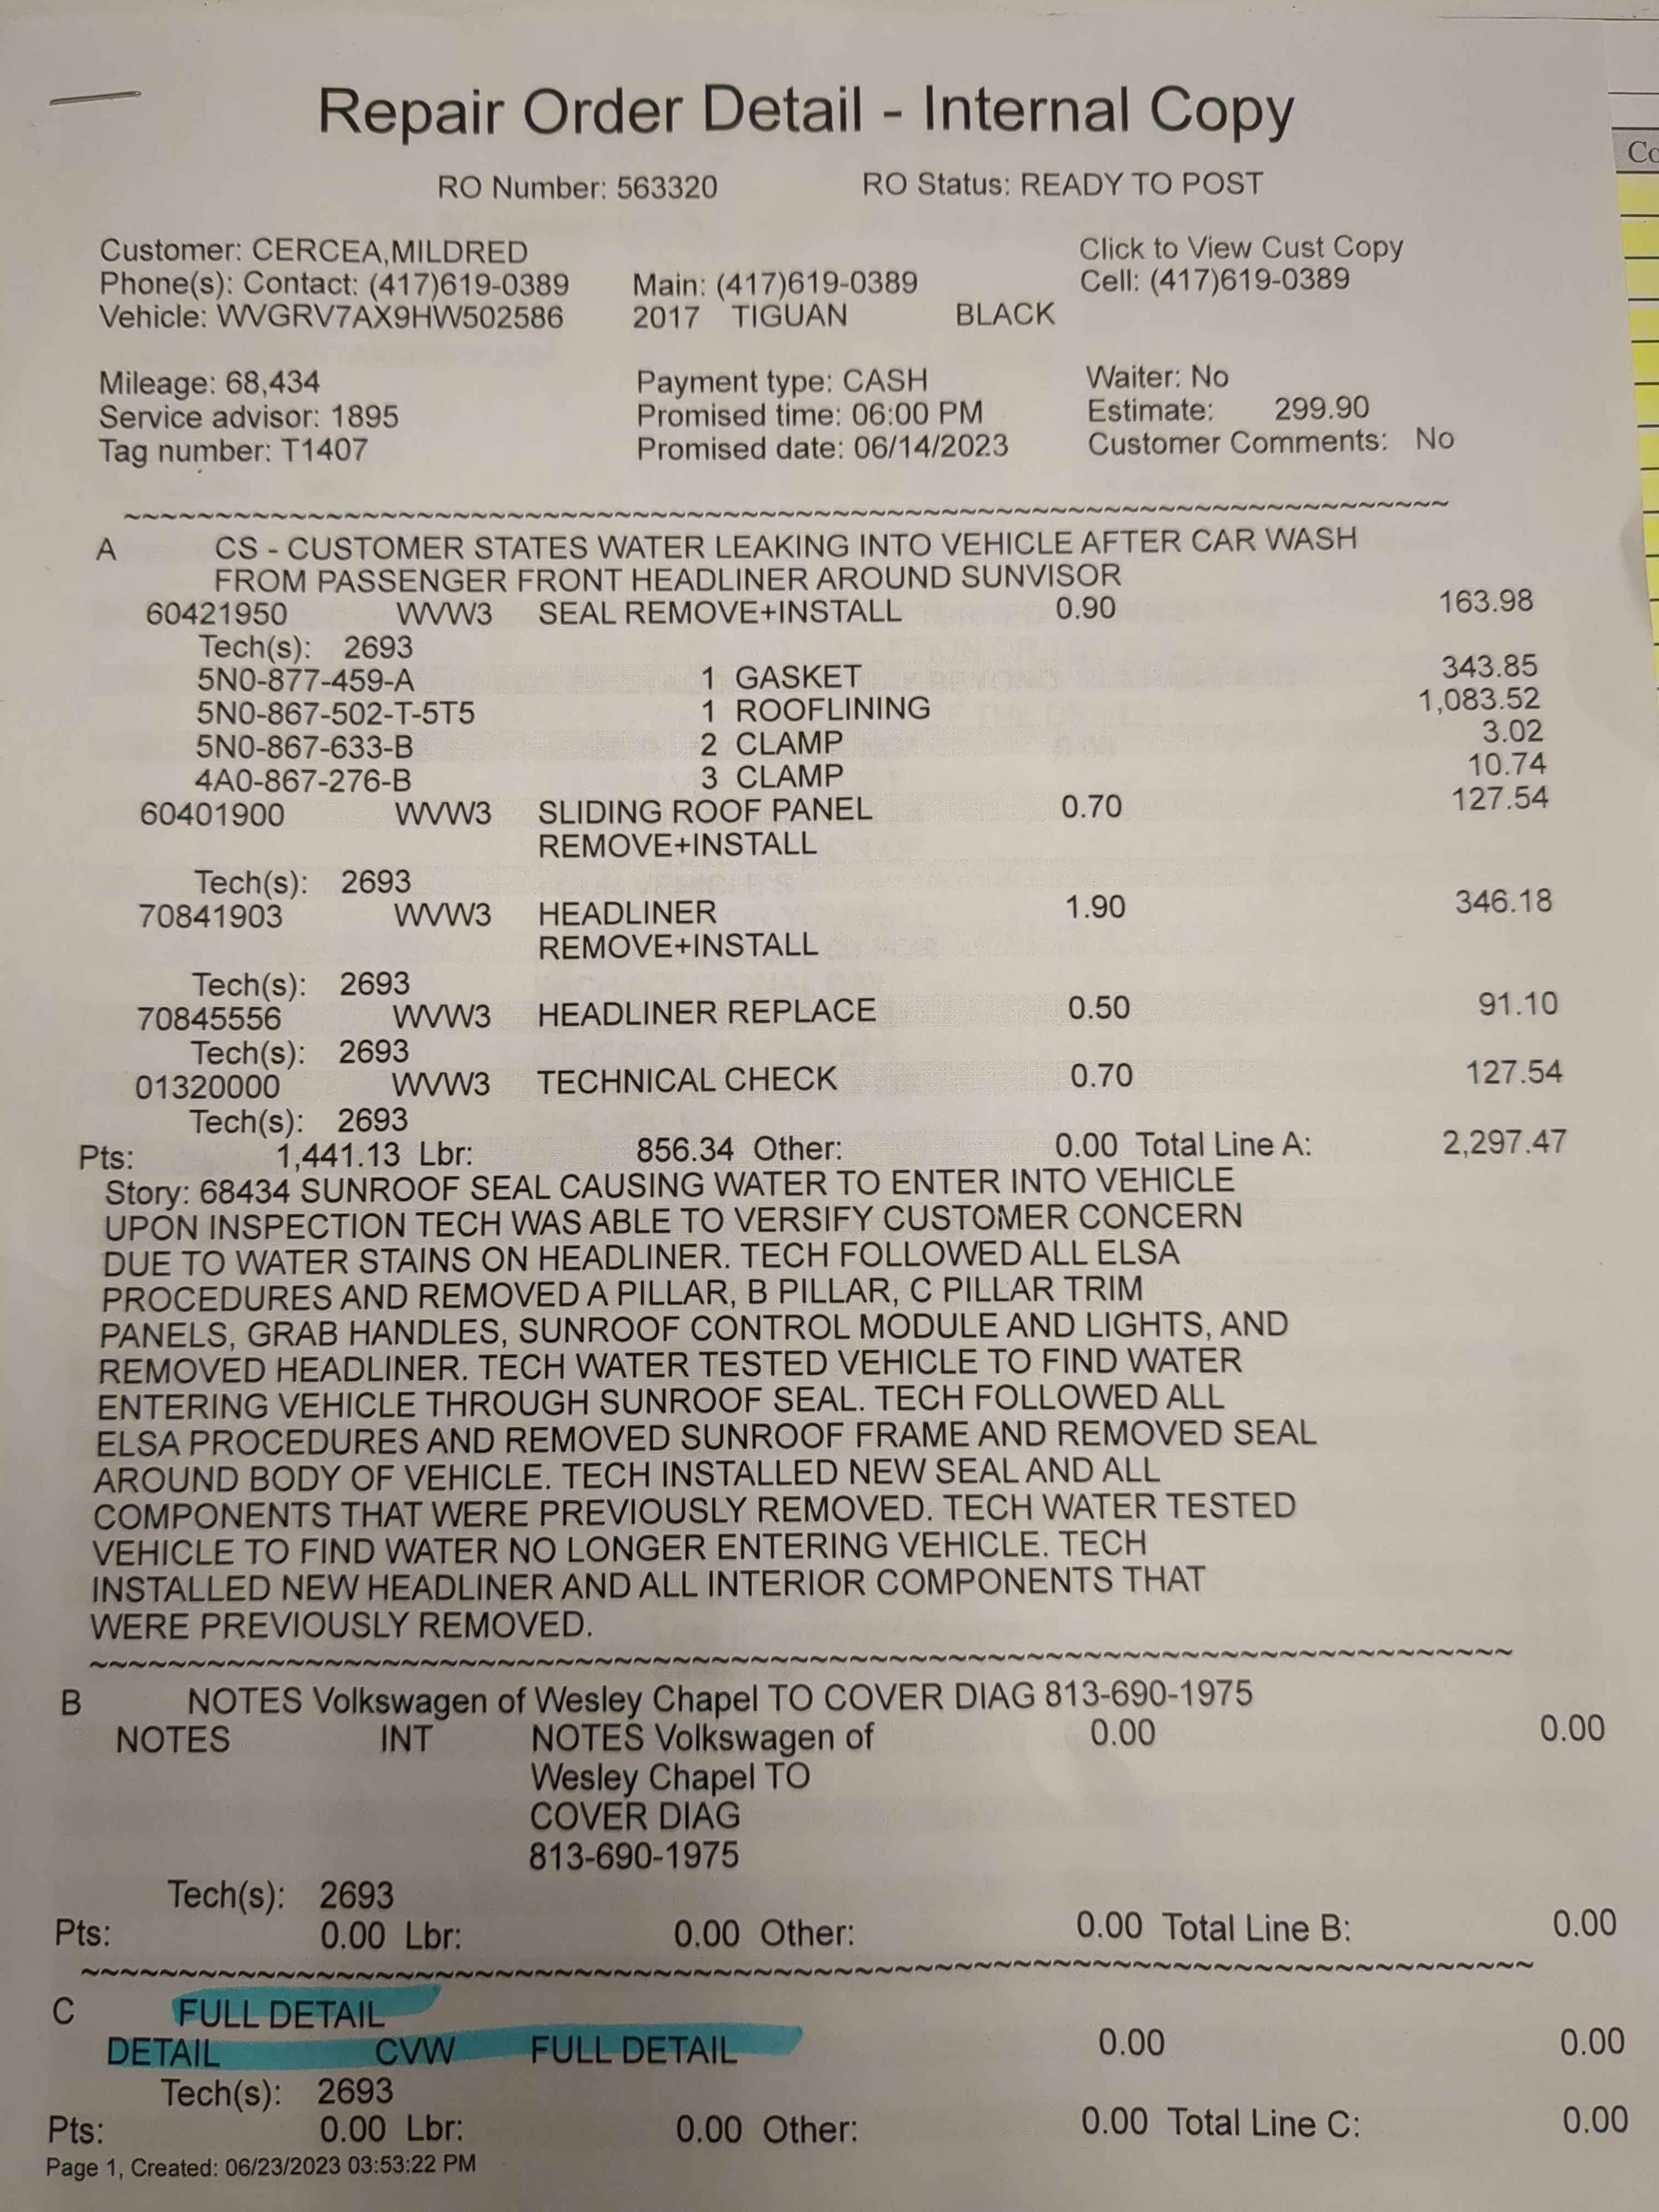 Repair Order Detail - Internal Copy
RO Number: 563320 RO Status: READY TO POST
Customer: CERCEA,MILDRED Click to View Cust Copy
Phone(s): Contact: (417)619-0389 Main: (417)619-0389 Cell: (417)619-0389
Vehicle: WVGRV7AX9HW502586 2017 TIGUAN BLACK
Mileage: 68,434 Payment type: CASH Waiter: No
Service advisor: 1895 Promised time: 06:00 PM Estimate: 299.90
Tag number: T1407 Promised date: 06/14/2023 Customer Comments: No
~~~~~~~~~~~~~~~~~~~~~~~~~~~~~~~~~~~~~~~~~~~~~~~~~~~~~~~~~~~~~~~~~~~~~~~~~~~~~~~~
A CS - CUSTOMER STATES WATER LEAKING INTO VEHICLE AFTER CAR WASH
FROM PASSENGER FRONT HEADLINER AROUND SUNVISOR
60421950 WVW3 SEAL REMOVE+INSTALL 0.90 163.98
Tech(s): 2693
5N0-877-459-A 1 GASKET 343.85
5N0-867-502-T-5T5 1 ROOFLINING 1,083.52
5N0-867-633-B 2 CLAMP 3.02
4A0-867-276-B 3 CLAMP 10.74
60401900 WVW3 SLIDING ROOF PANEL 0.70 127.54
REMOVE+INSTALL
Tech(s): 2693
70841903 WVW3 HEADLINER 1.90 346.18
REMOVE+INSTALL
Tech(s): 2693
70845556 WVW3 HEADLINER REPLACE 0.50 91.10
Tech(s): 2693
01320000 WVW3 TECHNICAL CHECK 0.70 127.54
Tech(s): 2693
Pts: 1,441.13 Lbr: 856.34 Other: 0.00 Total Line A: 2,297.47
Story: 68434 SUNROOF SEAL CAUSING WATER TO ENTER INTO VEHICLE
UPON INSPECTION TECH WAS ABLE TO VERSIFY CUSTOMER CONCERN
DUE TO WATER STAINS ON HEADLINER. TECH FOLLOWED ALL ELSA
PROCEDURES AND REMOVED A PILLAR, B PILLAR, C PILLAR TRIM
PANELS, GRAB HANDLES, SUNROOF CONTROL MODULE AND LIGHTS, AND
REMOVED HEADLINER. TECH WATER TESTED VEHICLE TO FIND WATER
ENTERING VEHICLE THROUGH SUNROOF SEAL. TECH FOLLOWED ALL
ELSA PROCEDURES AND REMOVED SUNROOF FRAME AND REMOVED SEAL
AROUND BODY OF VEHICLE. TECH INSTALLED NEW SEAL AND ALL
COMPONENTS THAT WERE PREVIOUSLY REMOVED. TECH WATER TESTED
VEHICLE TO FIND WATER NO LONGER ENTERING VEHICLE. TECH
INSTALLED NEW HEADLINER AND ALL INTERIOR COMPONENTS THAT
WERE PREVIOUSLY REMOVED.
~~~~~~~~~~~~~~~~~~~~~~~~~~~~~~~~~~~~~~~~~~~~~~~~~~~~~~~~~~~~~~~~~~~~~~~~~~~~~~~~
B NOTES Volkswagen of Wesley Chapel TO COVER DIAG 813-690-1975
NOTES INT NOTES Volkswagen of 0.00 0.00
Wesley Chapel TO
COVER DIAG
813-690-1975
Tech(s): 2693
Pts: 0.00 Lbr: 0.00 Other: 0.00 Total Line B: 0.00
~~~~~~~~~~~~~~~~~~~~~~~~~~~~~~~~~~~~~~~~~~~~~~~~~~~~~~~~~~~~~~~~~~~~~~~~~~~~~~~~
C FULL DETAIL
DETAIL CVW FULL DETAIL 0.00 0.00
Tech(s): 2693
Pts: 0.00 Lbr: 0.00 Other: 0.00 Total Line C: 0.00
Page 1, Created: 06/23/2023 03:53:22 PM